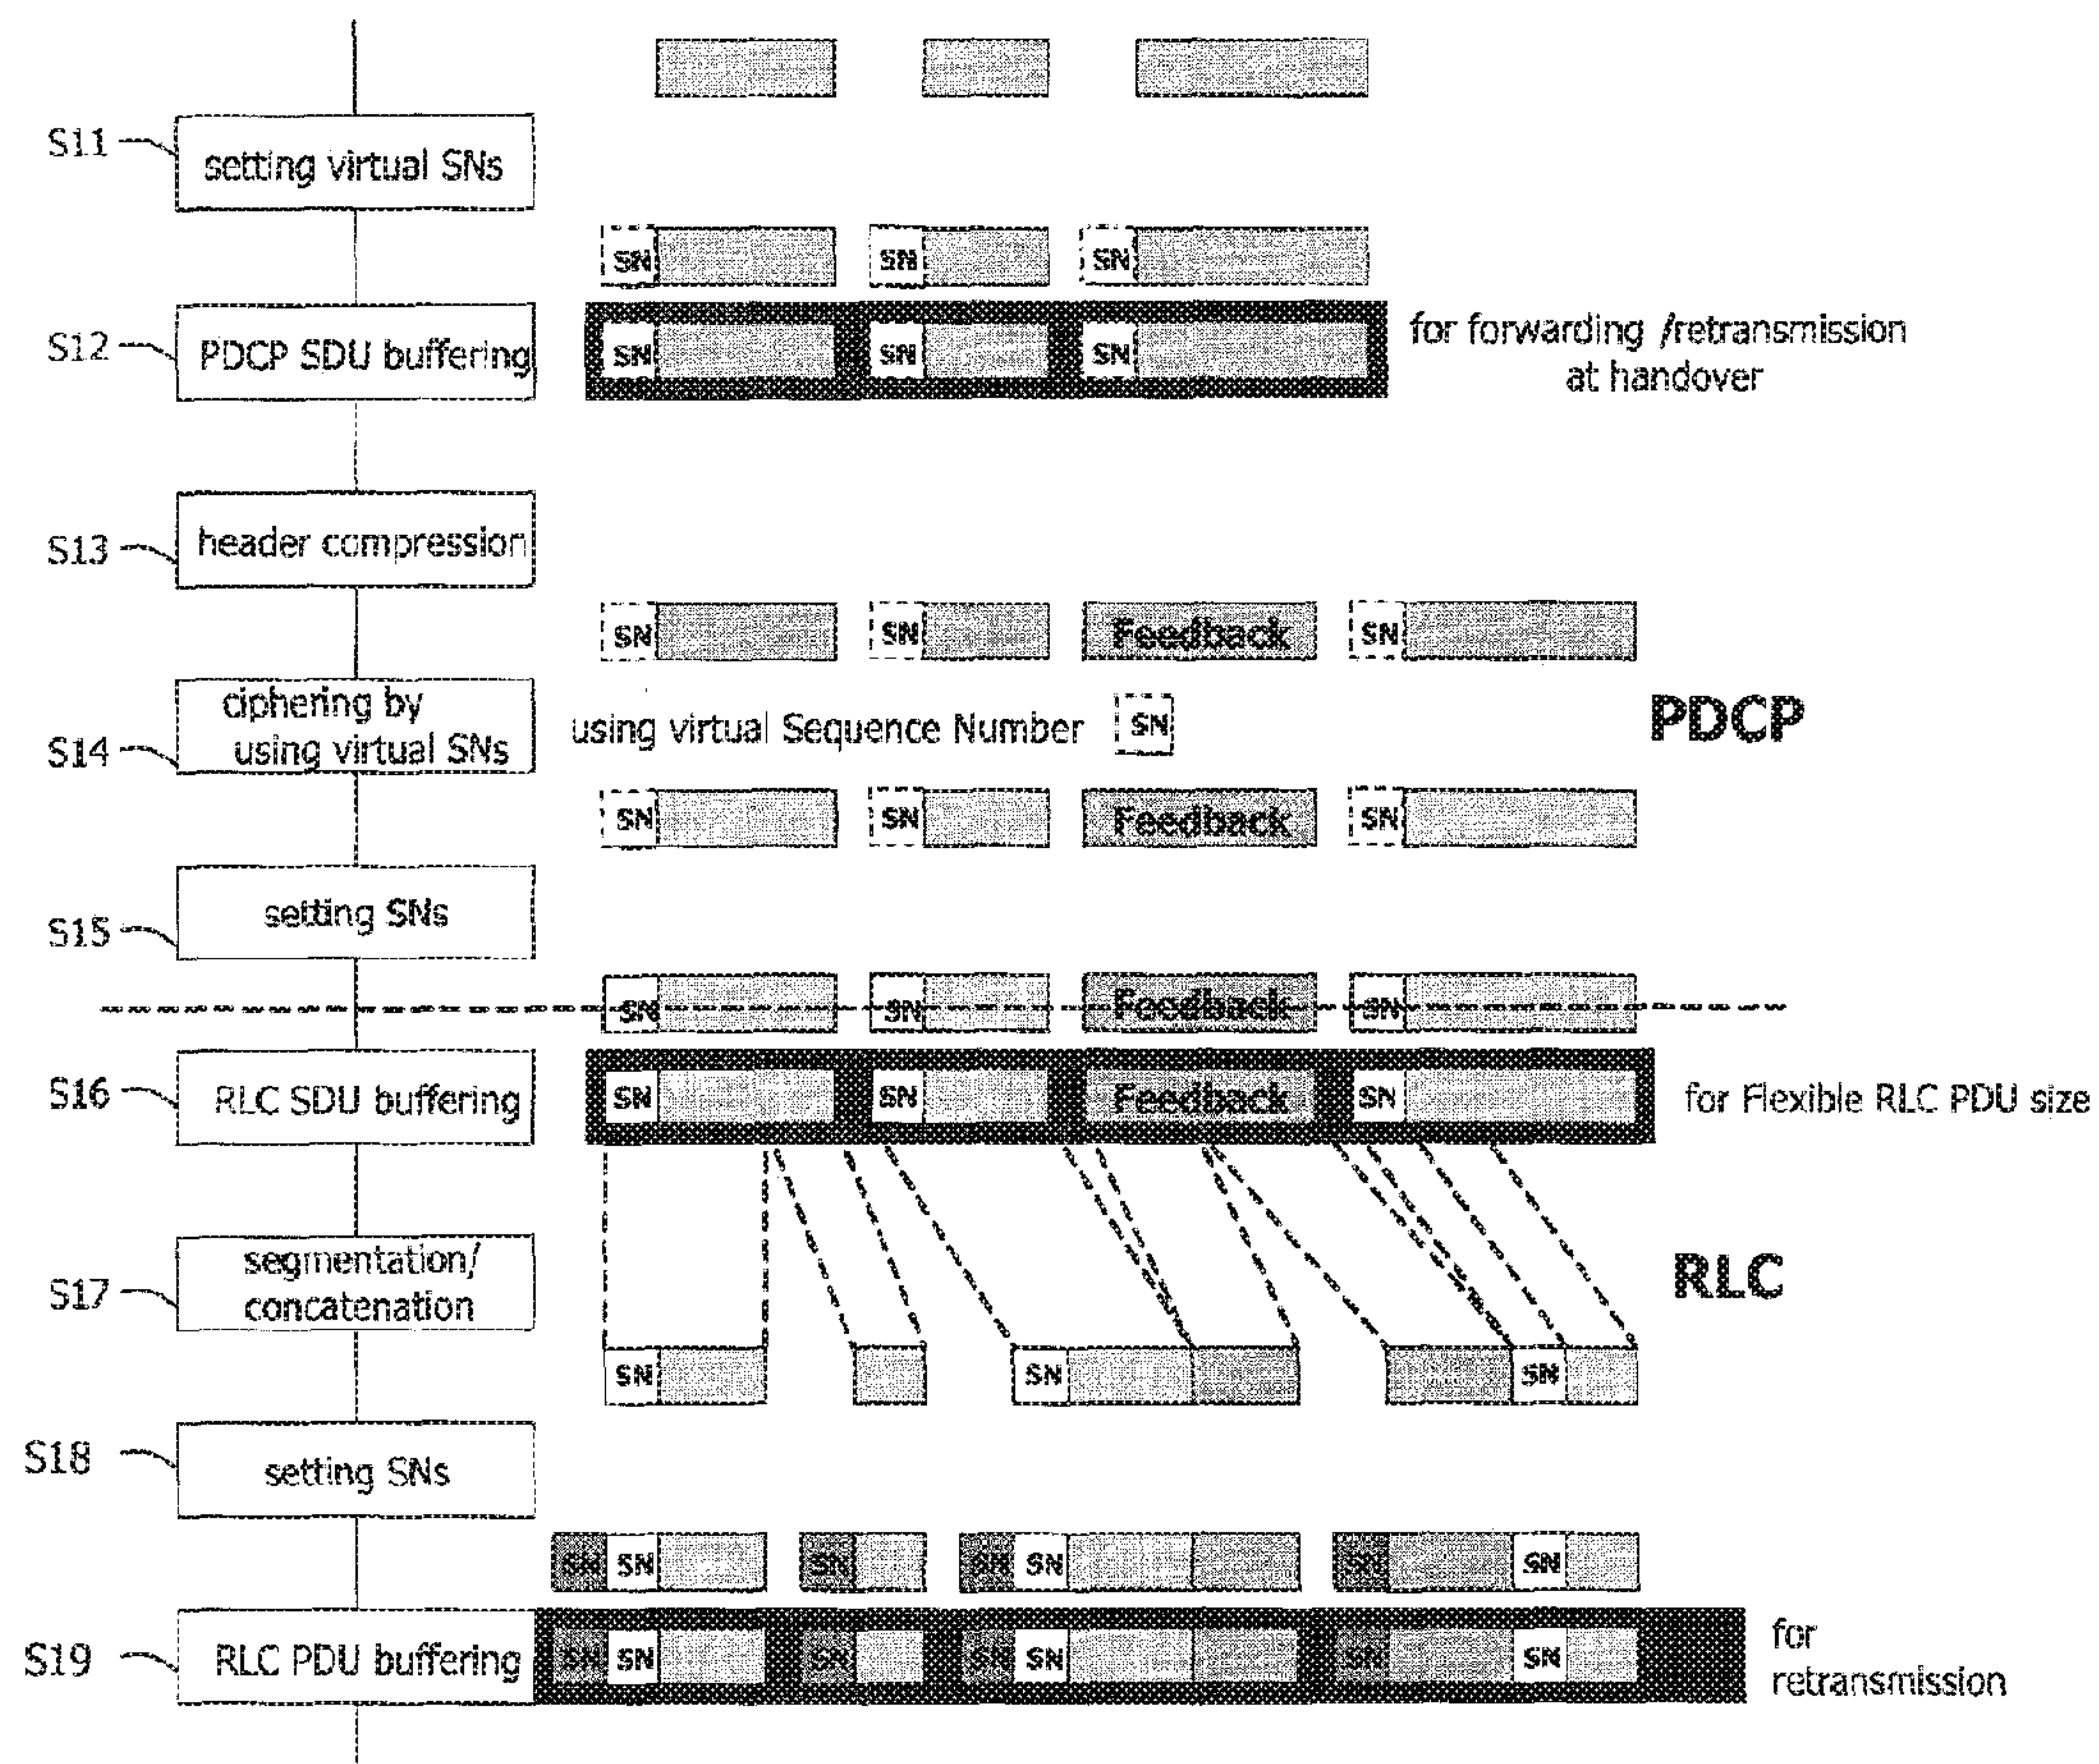 S11
setting virtual SNs
SN SN SN
S12
PDCP SDU buffering
SN SN SN
for forwarding /retransmission
at handover
S13
header compression
SN SN Feedback SN
S14
ciphering by
using virtual SNs
using virtual Sequence Number SN
PDCP
SN SN Feedback SN
S15
setting SNs
SN SN Feedback SN
S16
RLC SDU buffering
SN SN Feedback SN
for Flexible RLC PDU size
S17
segmentation/
concatenation
RLC
SN SN SN
S18
setting SNs
SN SN SN SN SN SN SN
S19
RLC PDU buffering
SN SN SN SN SN SN SN
for
retransmission